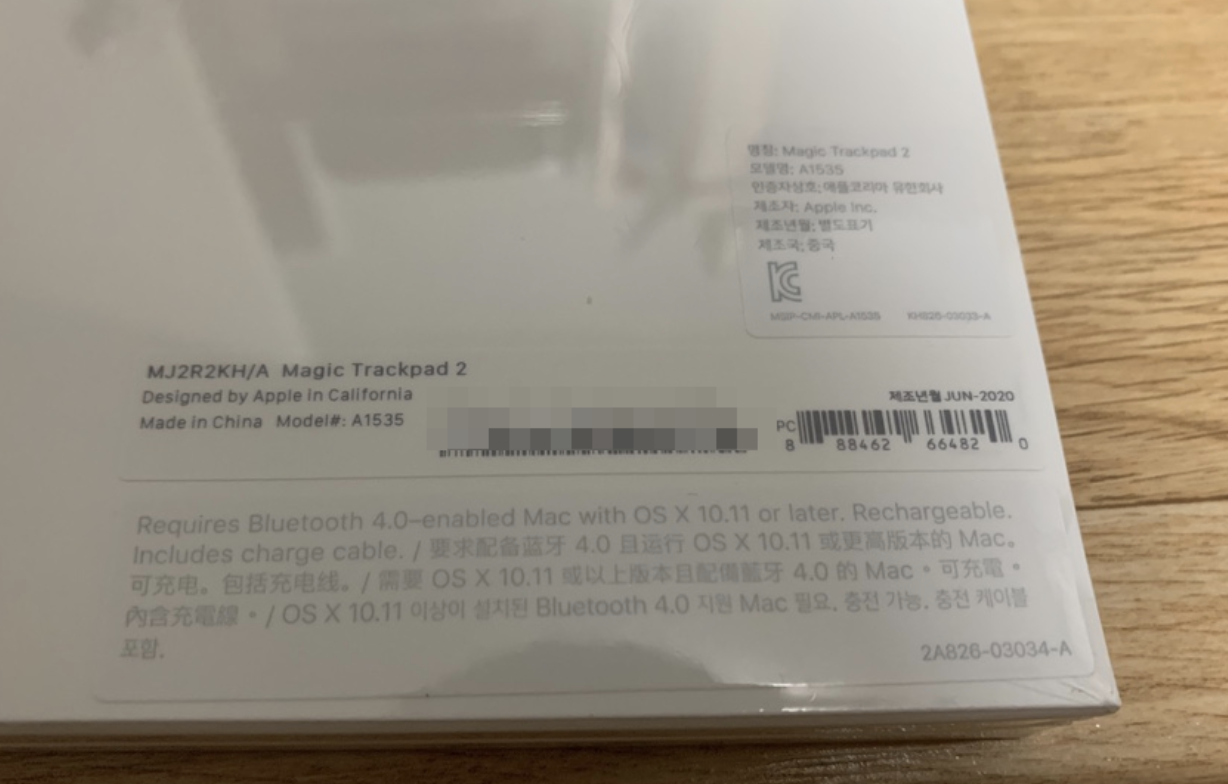 명칭: Magic Trackpad 2
모델명: A1535
인증자상호: 애플코리아 유한회사
제조자: Apple Inc.
제조년월: 별도표기
제조국: 중국
MSIP-CMI-APL-A1535 KH826-03033-A
MJ2R2KH/A Magic Trackpad 2
Designed by Apple in California
Made in China Model#: A1535
제조년월 JUN-2020
PC
8 88462 66482 0
Requires Bluetooth 4.0–enabled Mac with OS X 10.11 or later. Rechargeable.
Includes charge cable. / 要求配备蓝牙 4.0 且运行 OS X 10.11 或更高版本的 Mac。
可充电。包括充电线。/ 需要 OS X 10.11 或以上版本且配備藍牙 4.0 的 Mac。可充電。
內含充電線。/ OS X 10.11 이상이 설치된 Bluetooth 4.0 지원 Mac 필요. 충전 가능. 충전 케이블
포함.
2A826-03034-A